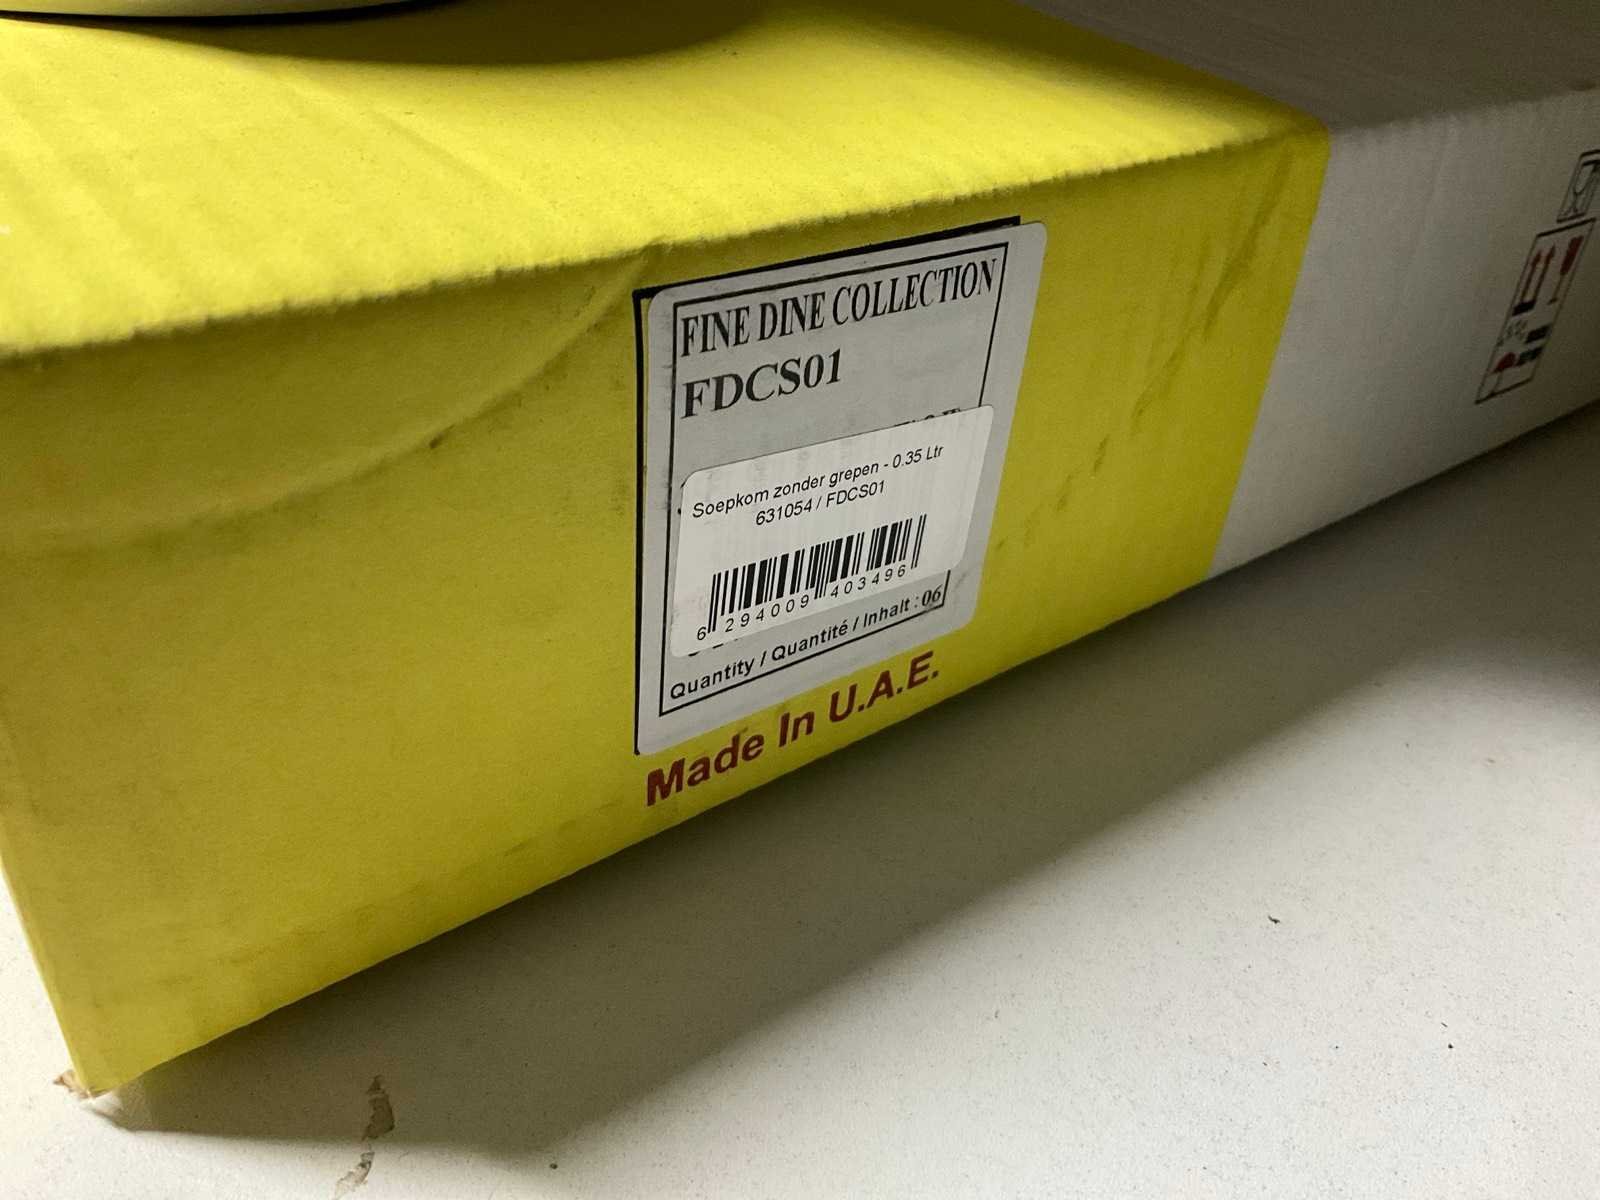 FINE DINE COLLECTION
FDCS01
Soepkom zonder grepen - 0.35 Ltr
631054 / FDCS01
6 294009 403496
Quantity / Quantité / Inhalt : 06
Made In U.A.E.